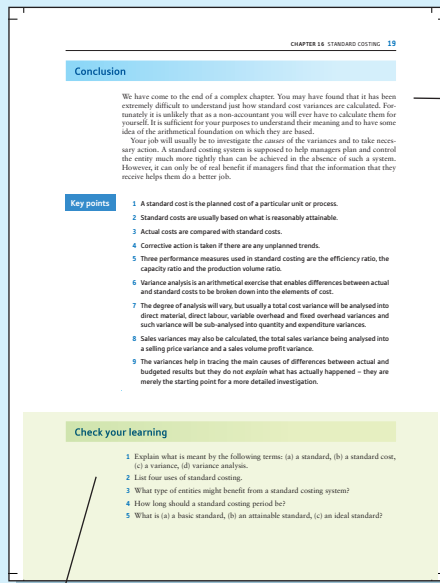 CHAPTER 16 STANDARD COSTING 19
Conclusion
We have come to the end of a complex chapter. You may have found that it has been
extremely difficult to understand just how standard cost variances are calculated. For-
tunately it is unlikely that as a non-accountant you will ever have to calculate them for
yourself. It is sufficient for your purposes to understand their meaning and to have some
idea of the arithmetical foundation on which they are based.
Your job will usually be to investigate the causes of the variances and to take neces-
sary action. A standard costing system is supposed to help managers plan and control
the entity much more tightly than can be achieved in the absence of such a system.
However, it can only be of real benefit if managers find that the information that they
receive helps them do a better job.
Key points
1 A standard cost is the planned cost of a particular unit or process.
2 Standard costs are usually based on what is reasonably attainable.
3 Actual costs are compared with standard costs.
4 Corrective action is taken if there are any unplanned trends.
5 Three performance measures used in standard costing are the efficiency ratio, the
capacity ratio and the production volume ratio.
6 Variance analysis is an arithmetical exercise that enables differences between actual
and standard costs to be broken down into the elements of cost.
7 The degree of analysis will vary, but usually a total cost variance will be analysed into
direct material, direct labour, variable overhead and fixed overhead variances and
such variance will be sub-analysed into quantity and expenditure variances.
8 Sales variances may also be calculated, the total sales variance being analysed into
a selling price variance and a sales volume profit variance.
9 The variances help in tracing the main causes of differences between actual and
budgeted results but they do not explain what has actually happened – they are
merely the starting point for a more detailed investigation.
Check your learning
1 Explain what is meant by the following terms: (a) a standard, (b) a standard cost,
(c) a variance, (d) variance analysis.
2 List four uses of standard costing.
3 What type of entities might benefit from a standard costing system?
4 How long should a standard costing period be?
5 What is (a) a basic standard, (b) an attainable standard, (c) an ideal standard?